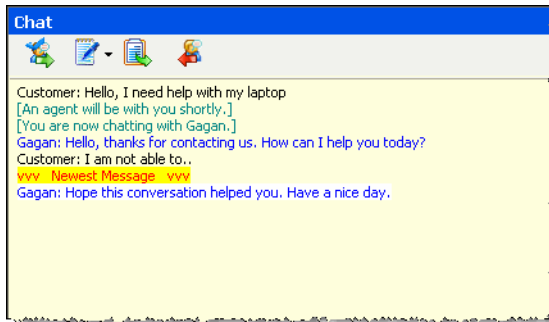 Chat
Customer: Hello, I need help with my laptop
[An agent will be with you shortly.]
[You are now chatting with Gagan.]
Gagan: Hello, thanks for contacting us. How can I help you today?
Customer: I am not able to..
vvv Newest Message vvv
Gagan: Hope this conversation helped you. Have a nice day.